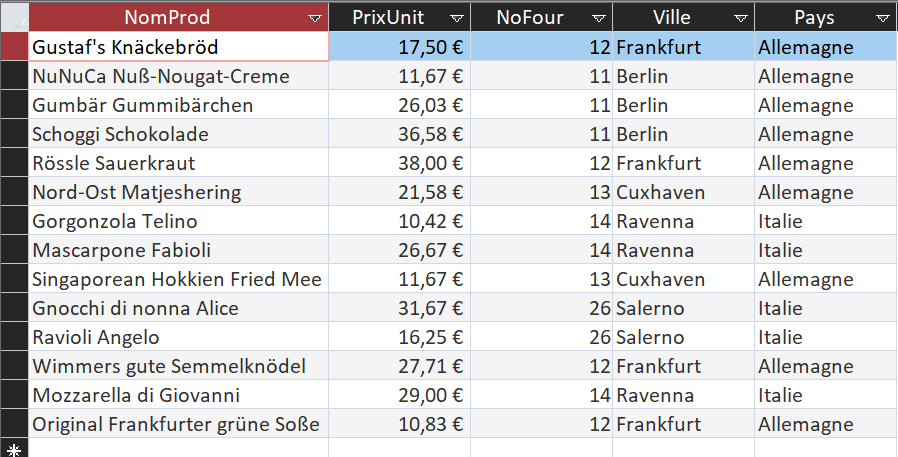 NomProd PrixUnit NoFour Ville Pays
Gustaf's Knäckebröd 17,50 € 12 Frankfurt Allemagne
NuNuCa Nuß-Nougat-Creme 11,67 € 11 Berlin Allemagne
Gumbär Gummibärchen 26,03 € 11 Berlin Allemagne
Schoggi Schokolade 36,58 € 11 Berlin Allemagne
Rössle Sauerkraut 38,00 € 12 Frankfurt Allemagne
Nord-Ost Matjeshering 21,58 € 13 Cuxhaven Allemagne
Gorgonzola Telino 10,42 € 14 Ravenna Italie
Mascarpone Fabioli 26,67 € 14 Ravenna Italie
Singaporean Hokkien Fried Mee 11,67 € 13 Cuxhaven Allemagne
Gnocchi di nonna Alice 31,67 € 26 Salerno Italie
Ravioli Angelo 16,25 € 26 Salerno Italie
Wimmers gute Semmelknödel 27,71 € 12 Frankfurt Allemagne
Mozzarella di Giovanni 29,00 € 14 Ravenna Italie
Original Frankfurter grüne Soße 10,83 € 12 Frankfurt Allemagne